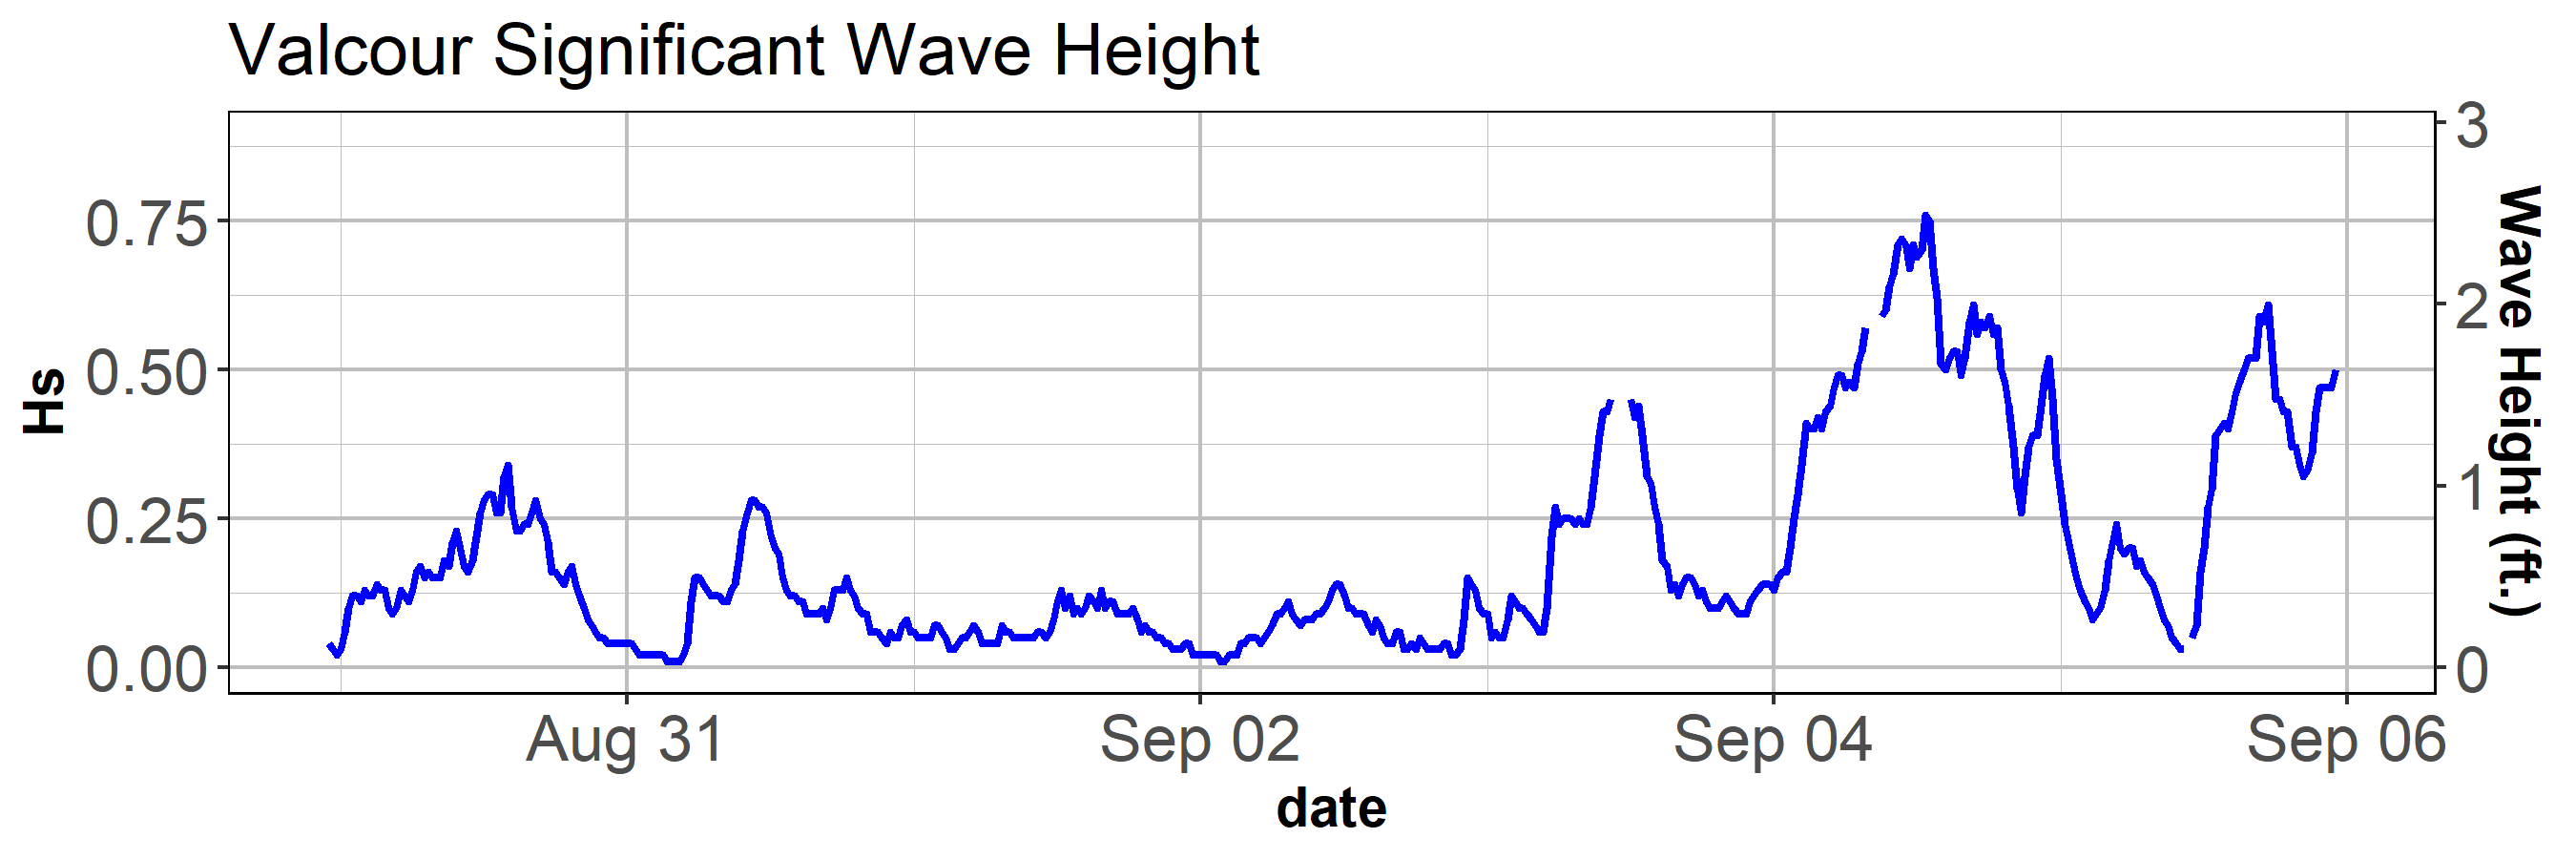 Valcour Significant Wave Height
Hs
0.75
0.50
0.25
0.00
3
2
1
0
Wave Height (ft.)
Aug 31
Sep 02
Sep 04
Sep 06
date